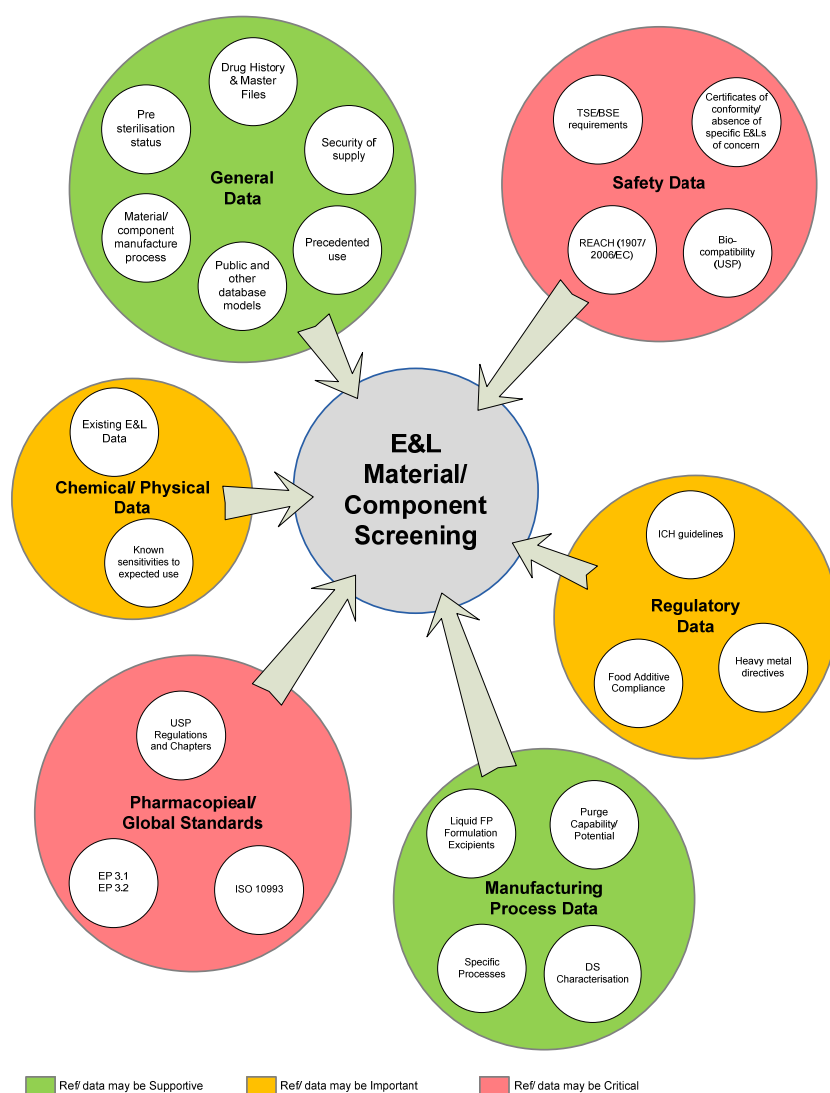 Drug History
& Master
Files
Pre
sterilisation
status
Security of
supply
General
Data
Material/
component
manufacture
process
Precedented
use
Public and
other
database
models
TSE/BSE
requirements
Certificates of
conformity/
absence of
specific E&Ls
of concern
Safety Data
REACH (1907/
2006/EC)
Bio-
compatibility
(USP)
Existing E&L
Data
Chemical/ Physical
Data
Known
sensitivities to
expected use
E&L
Material/
Component
Screening
ICH guidelines
Regulatory
Data
Food Additive
Compliance
Heavy metal
directives
USP
Regulations
and Chapters
Pharmacopieal/
Global Standards
EP 3.1
EP 3.2
ISO 10993
Liquid FP
Formulation
Excipients
Purge
Capability/
Potential
Manufacturing
Process Data
Specific
Processes
DS
Characterisation
Ref/ data may be Supportive
Ref/ data may be Important
Ref/ data may be Critical